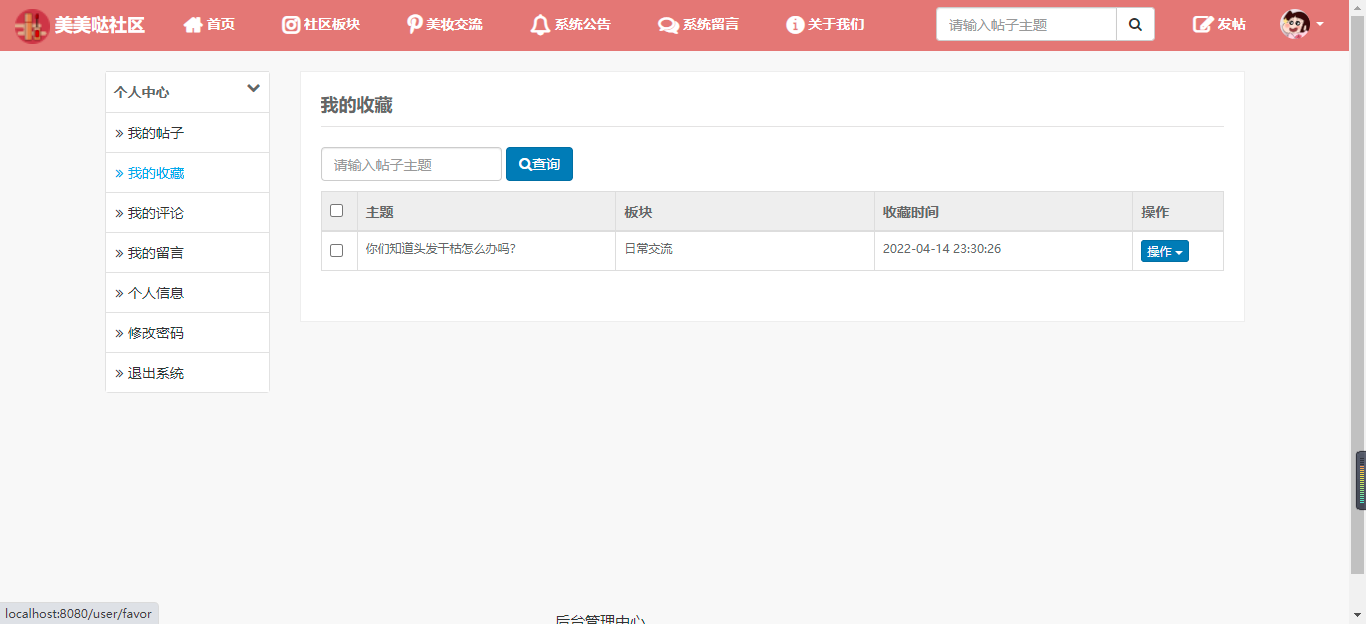 美美哒社区 首页 社区板块 美妆交流 系统公告 系统留言 关于我们 请输入帖子主题 发帖
个人中心
» 我的帖子
» 我的收藏
» 我的评论
» 我的留言
» 个人信息
» 修改密码
» 退出系统
我的收藏
请输入帖子主题 查询
主题 板块 收藏时间 操作
你们知道头发干枯怎么办吗? 日常交流 2022-04-14 23:30:26 操作
后台管理中心
localhost:8080/user/favor